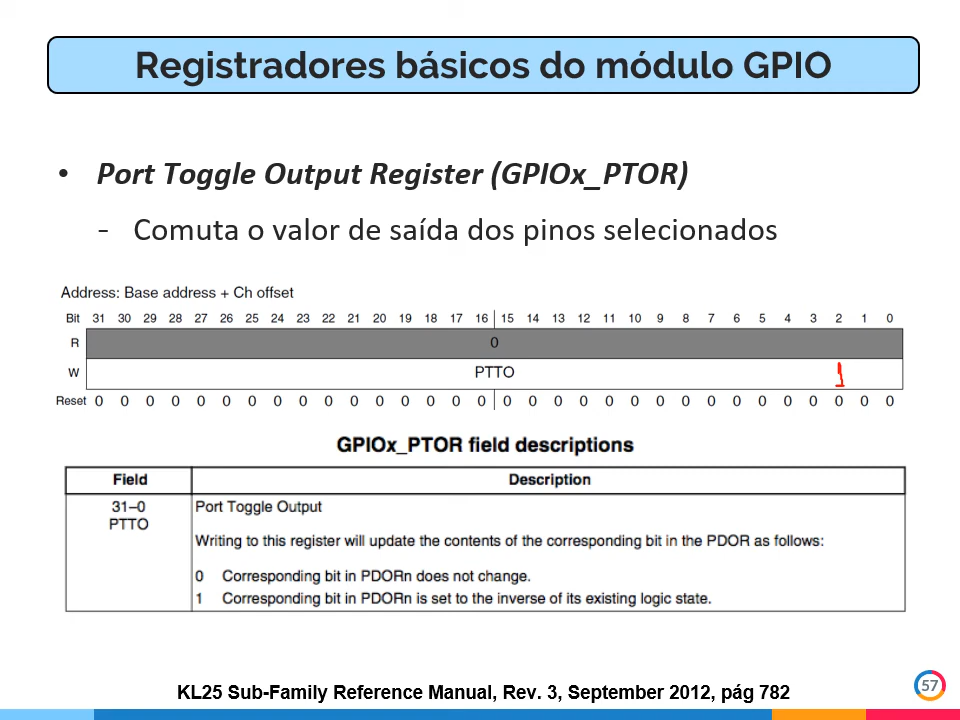 Registradores básicos do módulo GPIO
• Port Toggle Output Register (GPIOx_PTOR)
- Comuta o valor de saída dos pinos selecionados
Address: Base address + Ch offset
Bit 31 30 29 28 27 26 25 24 23 22 21 20 19 18 17 16 15 14 13 12 11 10 9 8 7 6 5 4 3 2 1 0
R 0
W PTTO 1
Reset 0 0 0 0 0 0 0 0 0 0 0 0 0 0 0 0 0 0 0 0 0 0 0 0 0 0 0 0 0 0 0 0
GPIOx_PTOR field descriptions
Field Description
31–0 Port Toggle Output
PTTO
Writing to this register will update the contents of the corresponding bit in the PDOR as follows:
0 Corresponding bit in PDORn does not change.
1 Corresponding bit in PDORn is set to the inverse of its existing logic state.
57
KL25 Sub-Family Reference Manual, Rev. 3, September 2012, pág 782